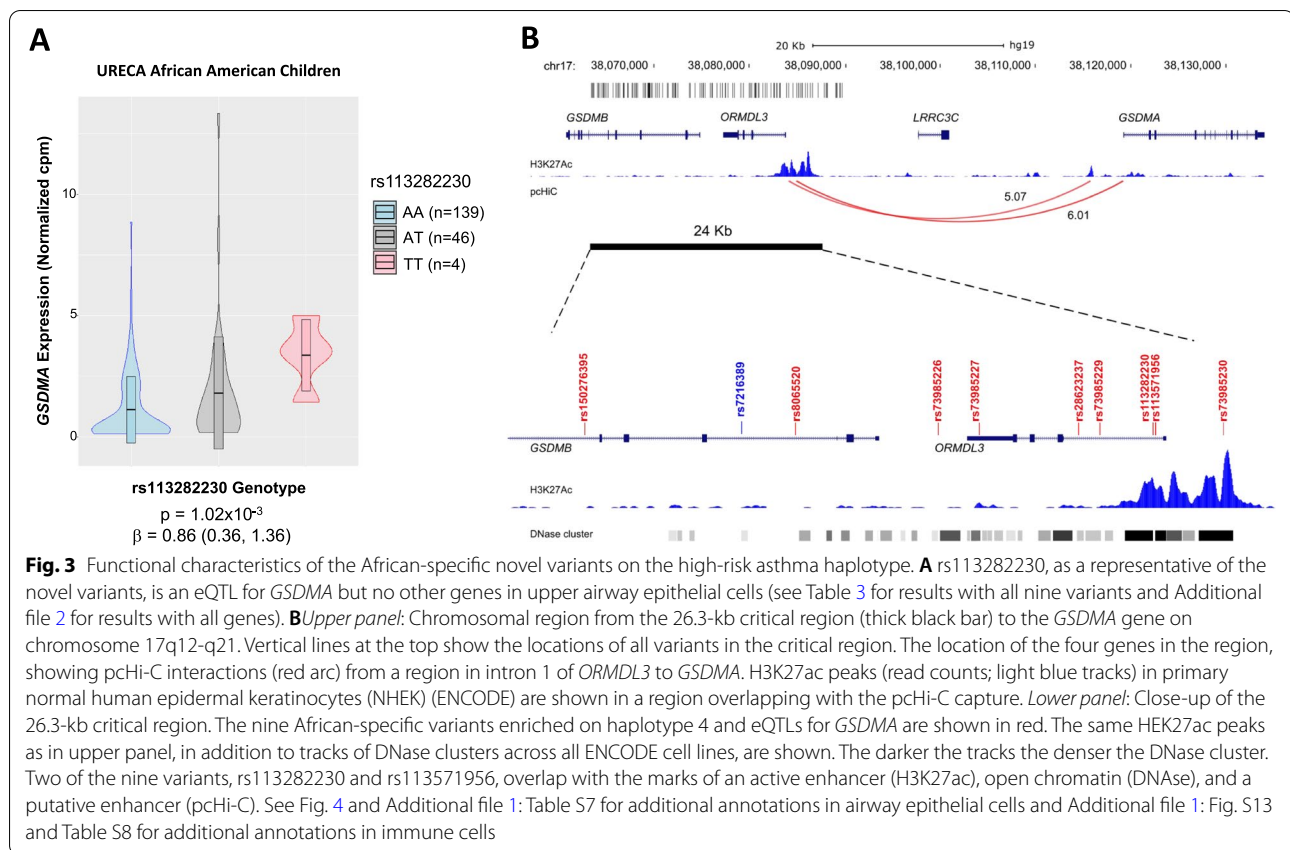 A
URECA African American Children
GSDMA Expression (Normalized cpm)
10
5
0
rs113282230
AA (n=139)
AT (n=46)
TT (n=4)
rs113282230 Genotype
p = 1.02x10-3
β = 0.86 (0.36, 1.36)
B
20 Kb
hg19
chr17:
38,070,000
38,080,000
38,090,000
38,100,000
38,110,000
38,120,000
38,130,000
GSDMB
ORMDL3
LRRC3C
GSDMA
H3K27Ac
pcHiC
5.07
6.01
24 Kb
rs150276395
rs7216389
rs8065520
rs73985226
rs73985227
rs28623237
rs73985229
rs113282230
rs113571956
rs73985230
GSDMB
ORMDL3
H3K27Ac
DNase cluster
Fig. 3 Functional characteristics of the African-specific novel variants on the high-risk asthma haplotype. A rs113282230, as a representative of the
novel variants, is an eQTL for GSDMA but no other genes in upper airway epithelial cells (see Table 3 for results with all nine variants and Additional
file 2 for results with all genes). BUpper panel: Chromosomal region from the 26.3-kb critical region (thick black bar) to the GSDMA gene on
chromosome 17q12-q21. Vertical lines at the top show the locations of all variants in the critical region. The location of the four genes in the region,
showing pcHi-C interactions (red arc) from a region in intron 1 of ORMDL3 to GSDMA. H3K27ac peaks (read counts; light blue tracks) in primary
normal human epidermal keratinocytes (NHEK) (ENCODE) are shown in a region overlapping with the pcHi-C capture. Lower panel: Close-up of the
26.3-kb critical region. The nine African-specific variants enriched on haplotype 4 and eQTLs for GSDMA are shown in red. The same HEK27ac peaks
as in upper panel, in addition to tracks of DNase clusters across all ENCODE cell lines, are shown. The darker the tracks the denser the DNase cluster.
Two of the nine variants, rs113282230 and rs113571956, overlap with the marks of an active enhancer (H3K27ac), open chromatin (DNAse), and a
putative enhancer (pcHi-C). See Fig. 4 and Additional file 1: Table S7 for additional annotations in airway epithelial cells and Additional file 1: Fig. S13
and Table S8 for additional annotations in immune cells